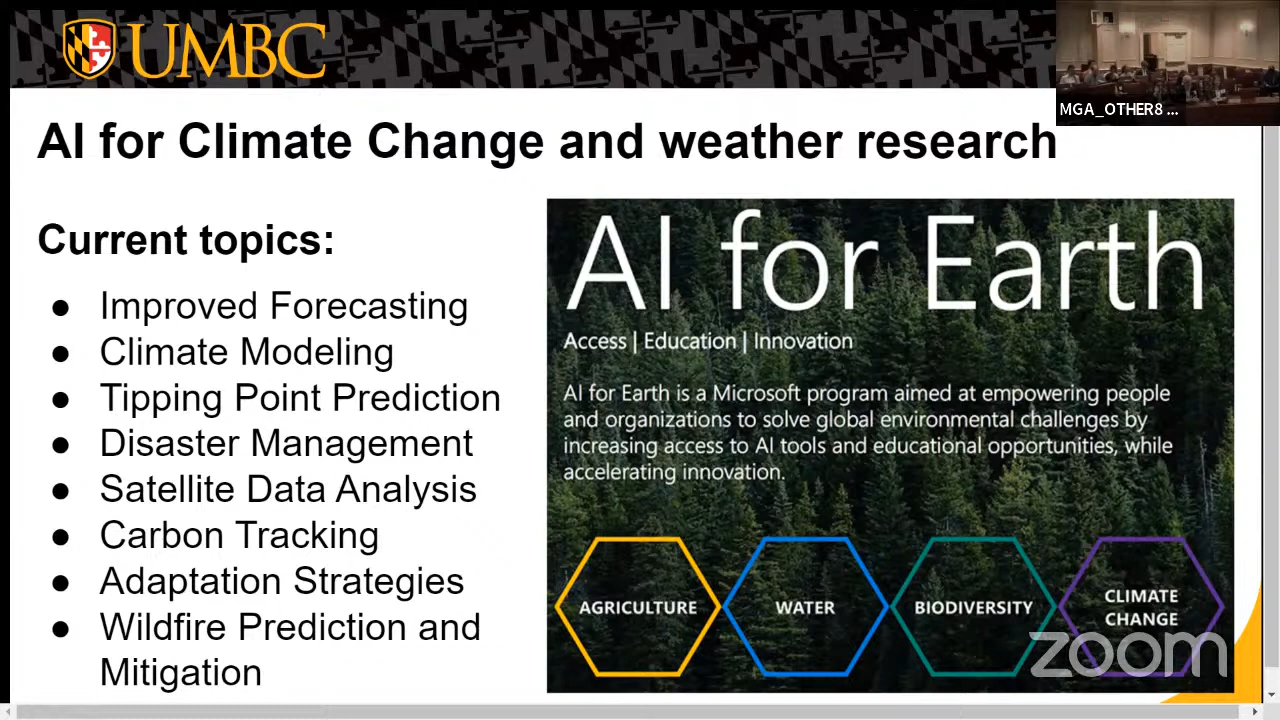 UMBC
MGA_OTHER8 ...
AI for Climate Change and weather research
Current topics:
● Improved Forecasting
● Climate Modeling
● Tipping Point Prediction
● Disaster Management
● Satellite Data Analysis
● Carbon Tracking
● Adaptation Strategies
● Wildfire Prediction and
Mitigation
AI for Earth
Access | Education | Innovation
AI for Earth is a Microsoft program aimed at empowering people
and organizations to solve global environmental challenges by
increasing access to AI tools and educational opportunities, while
accelerating innovation.
AGRICULTURE
WATER
BIODIVERSITY
CLIMATE
CHANGE
zoom